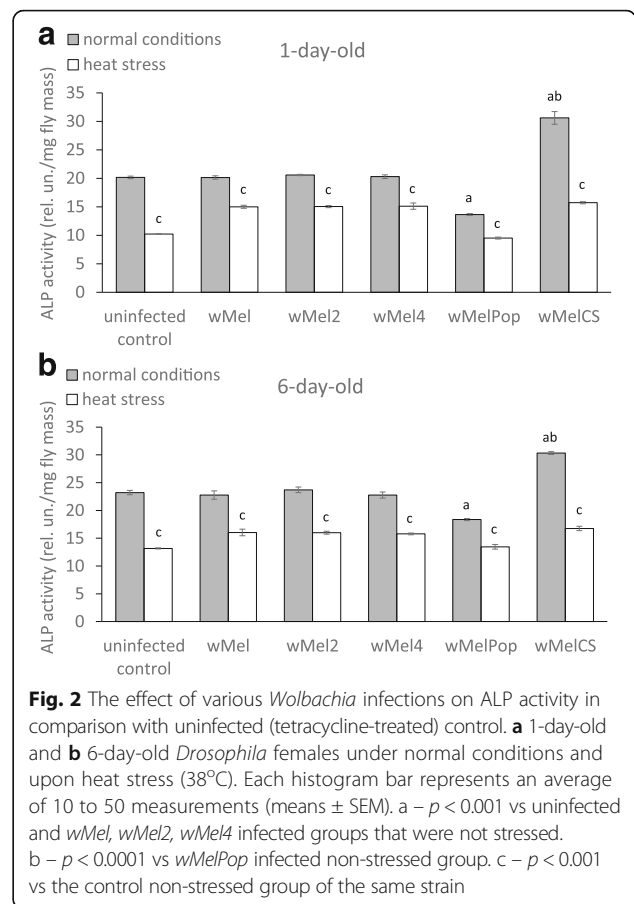 a
normal conditions
heat stress
1-day-old
ALP activity (rel. un./mg fly mass)
35
30
25
20
15
10
5
0
c
c
c
c
a
c
ab
c
uninfected control
wMel
wMel2
wMel4
wMelPop
wMelCS
b
normal conditions
heat stress
6-day-old
ALP activity (rel. un./mg fly mass)
35
30
25
20
15
10
5
0
c
c
c
c
a
c
ab
c
uninfected control
wMel
wMel2
wMel4
wMelPop
wMelCS
Fig. 2 The effect of various Wolbachia infections on ALP activity in
comparison with uninfected (tetracycline-treated) control. a 1-day-old
and b 6-day-old Drosophila females under normal conditions and
upon heat stress (38°C). Each histogram bar represents an average
of 10 to 50 measurements (means ± SEM). a – p < 0.001 vs uninfected
and wMel, wMel2, wMel4 infected groups that were not stressed.
b – p < 0.0001 vs wMelPop infected non-stressed group. c – p < 0.001
vs the control non-stressed group of the same strain